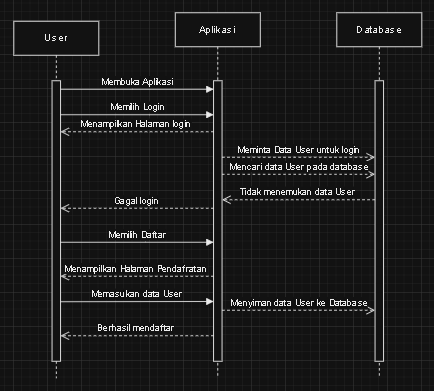 User
Aplikasi
Database
Membuka Aplikasi
Memilih Login
Menampilkan Halaman login
Meminta Data User untuk login
Mencari data User pada database
Tidak menemukan data User
Gagal login
Memilih Daftar
Menampilkan Halaman Pendafratan
Memasukan data User
Menyiman data User ke Database
Berhasil mendaftar